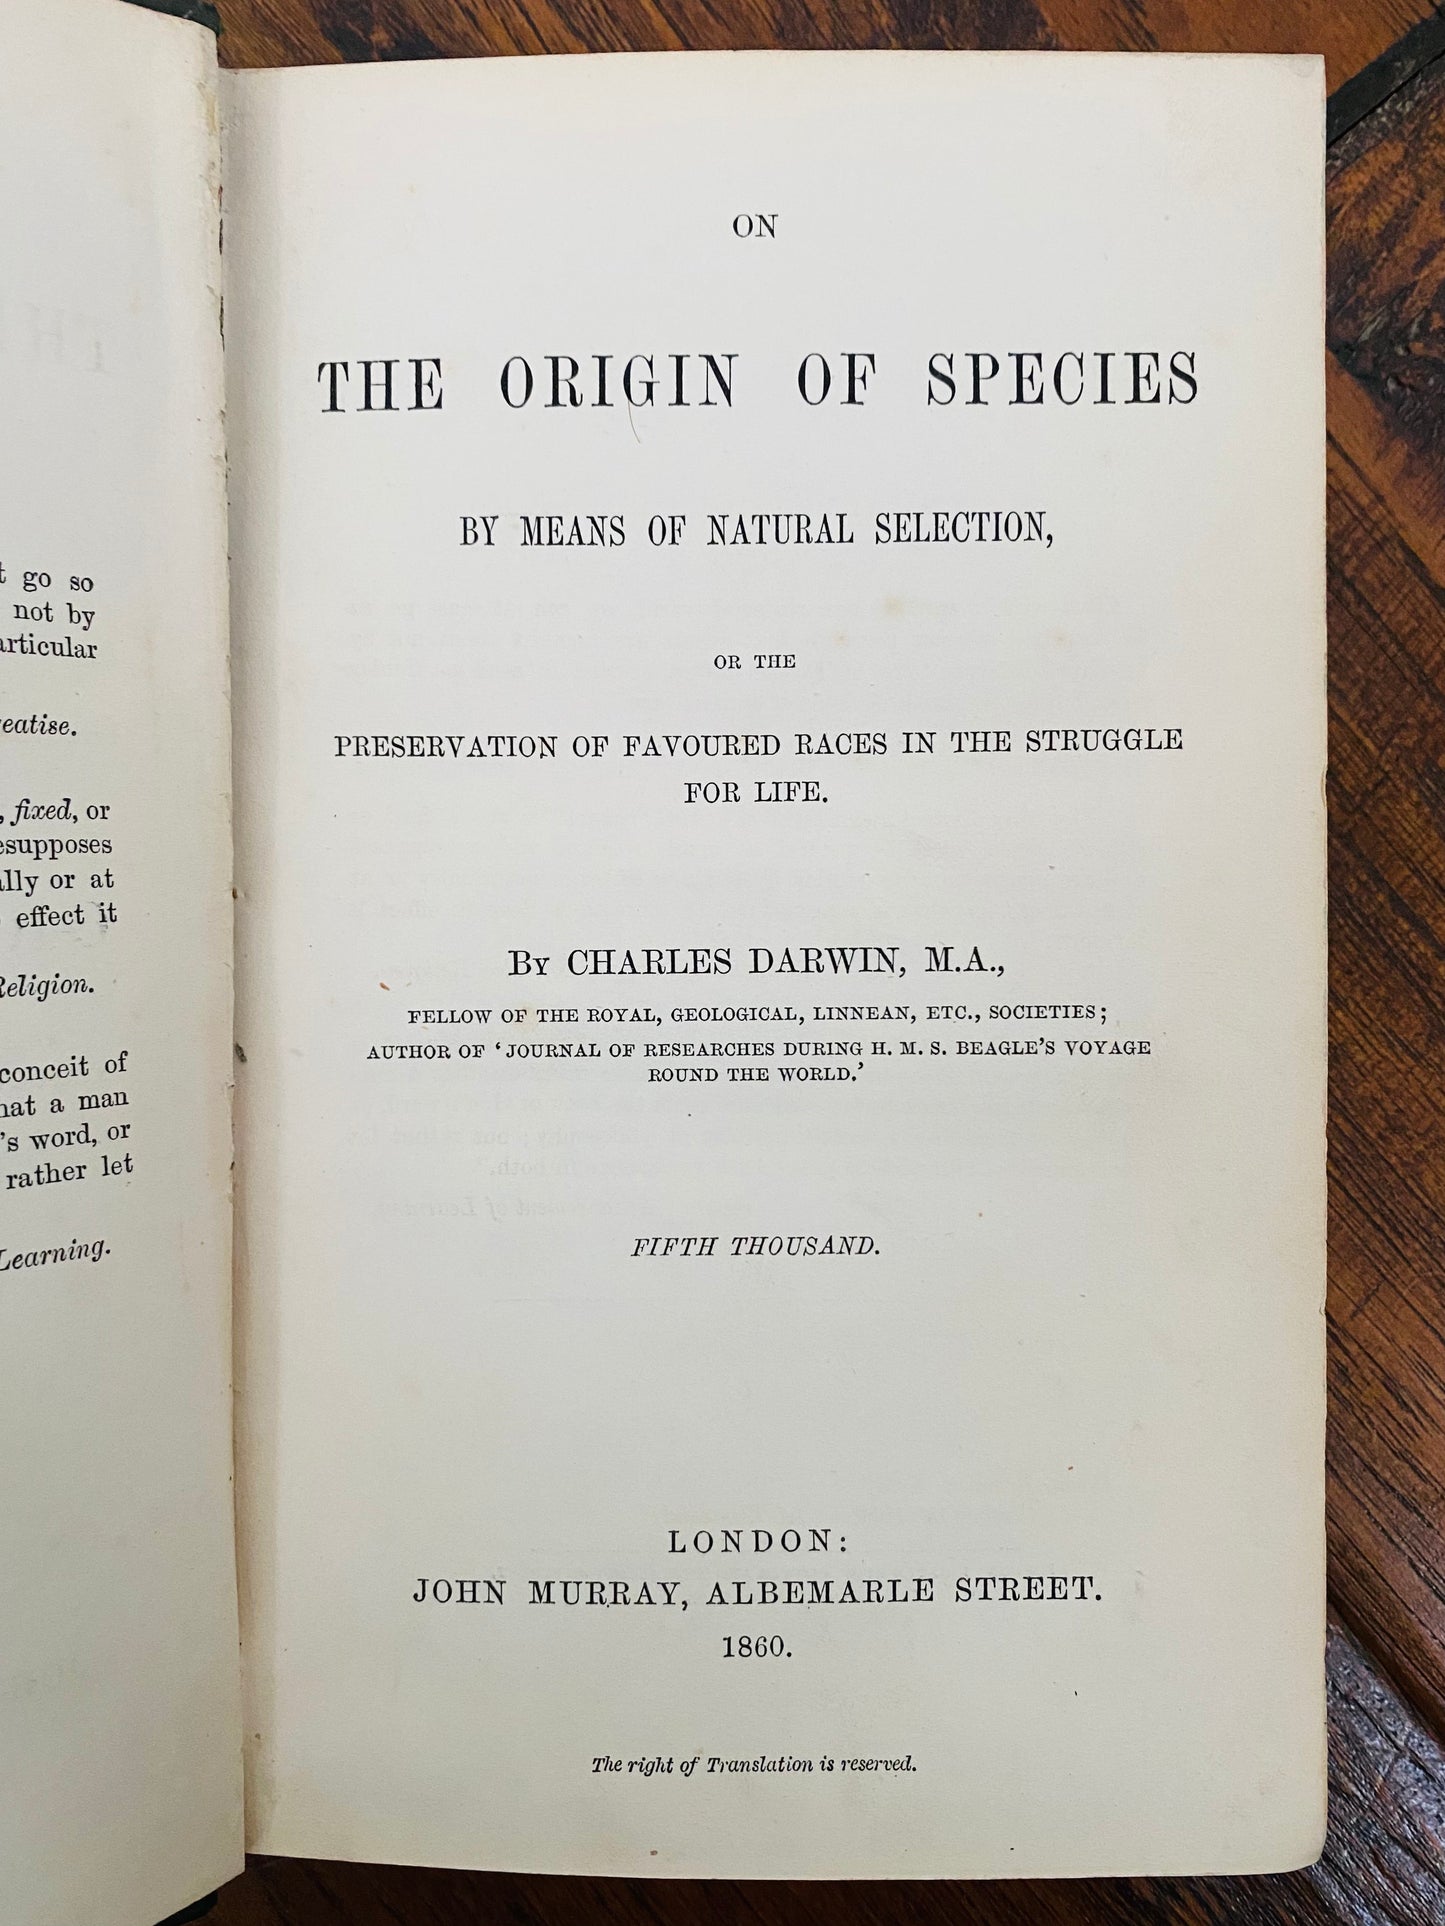 t go so
not by
articular
eatise.
, fixed, or
esupposes
ally or at
effect it
Religion.
conceit of
hat a man
's word, or
rather let
Learning.
ON
THE ORIGIN OF SPECIES
BY MEANS OF NATURAL SELECTION,
OR THE
PRESERVATION OF FAVOURED RACES IN THE STRUGGLE
FOR LIFE.
BY CHARLES DARWIN, M.A.,
FELLOW OF THE ROYAL, GEOLOGICAL, LINNEAN, ETC., SOCIETIES;
AUTHOR OF 'JOURNAL OF RESEARCHES DURING H. M. S. BEAGLE'S VOYAGE
ROUND THE WORLD.'
FIFTH THOUSAND.
LONDON:
JOHN MURRAY, ALBEMARLE STREET.
1860.
The right of Translation is reserved.